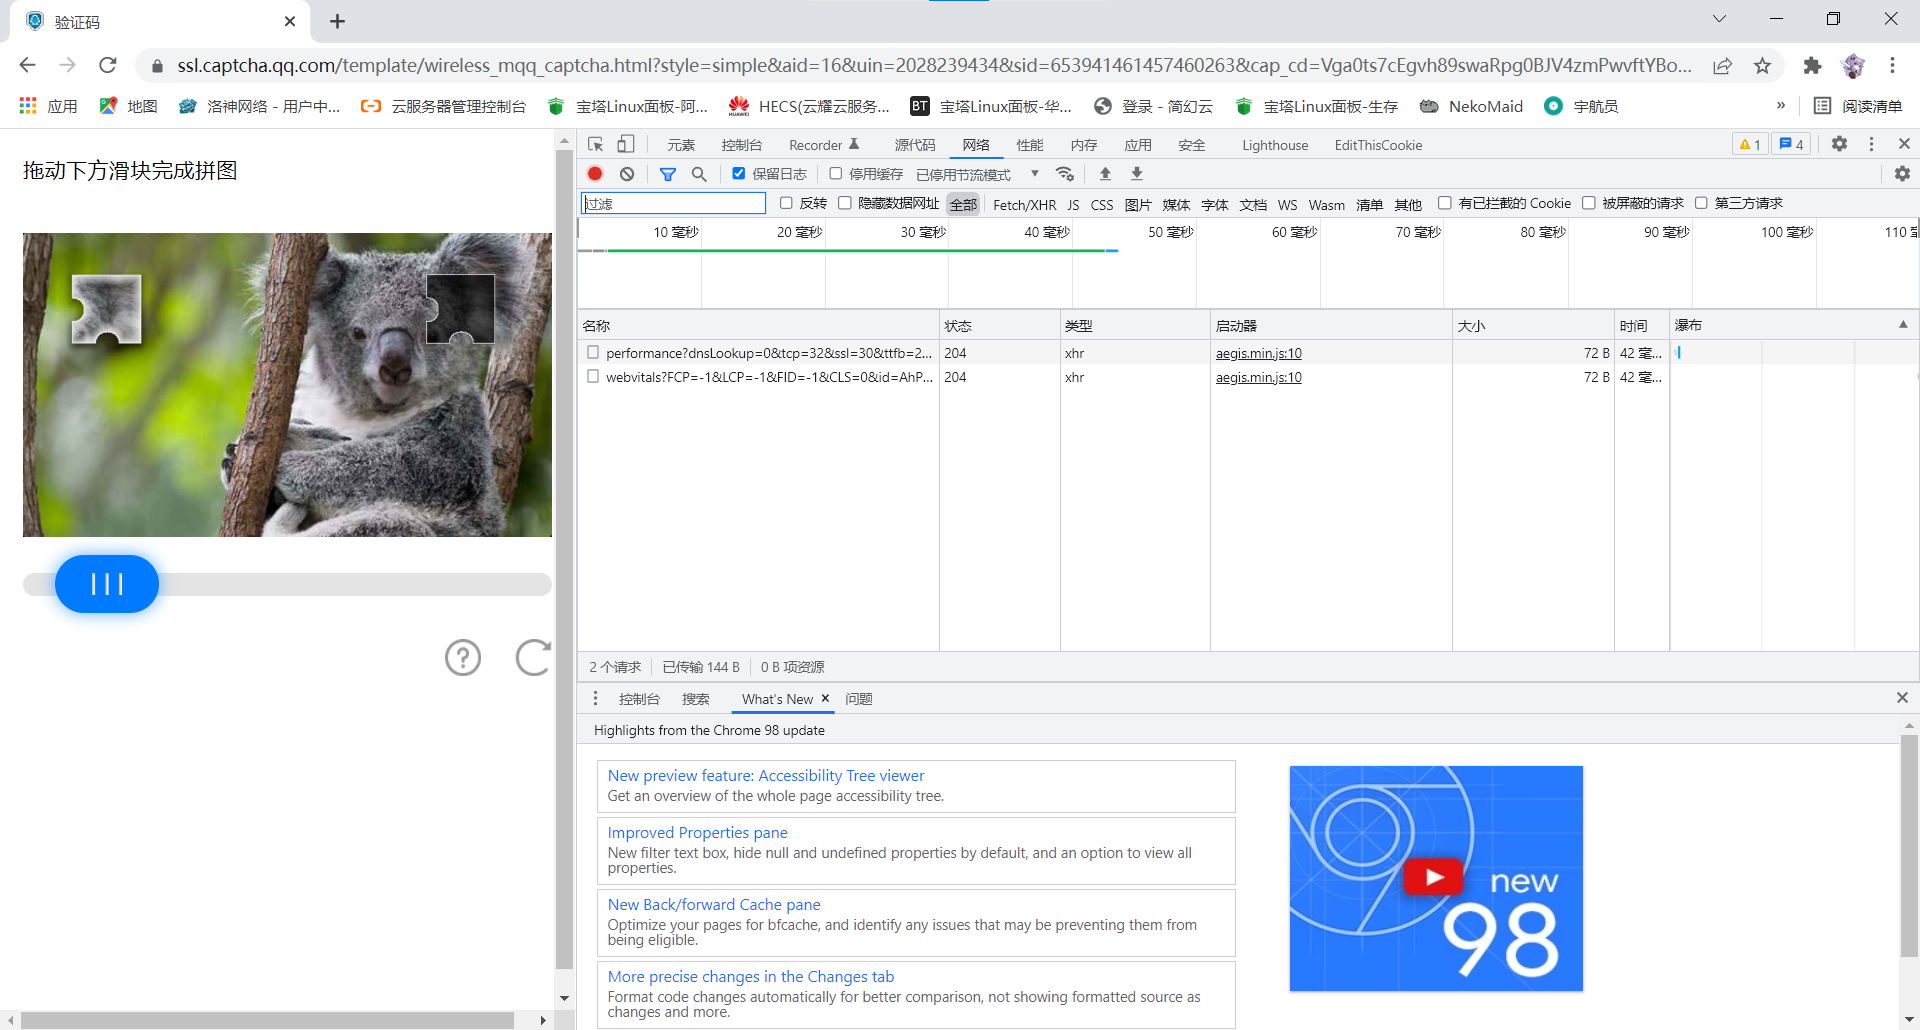 验证码
ssl.captcha.qq.com/template/wireless_mqq_captcha.html?style=simple&aid=16&uin=2028239434&sid=653941461457460263&cap_cd=Vga0ts7cEgvh89swaRpg0BJV4zmPwvftYBo...
应用 地图 洛神网络 - 用户中... 云服务器管理控制台 宝塔Linux面板-阿... HECS(云耀云服务... 宝塔Linux面板-华... 登录 - 简幻云 宝塔Linux面板-生存 NekoMaid 宇航员 » 阅读清单
拖动下方滑块完成拼图
元素 控制台 Recorder 源代码 网络 性能 内存 应用 安全 Lighthouse EditThisCookie 1 4
保留日志 停用缓存 已停用节流模式
过滤 反转 隐藏数据网址 全部 Fetch/XHR JS CSS 图片 媒体 字体 文档 WS Wasm 清单 其他 有已拦截的 Cookie 被屏蔽的请求 第三方请求
10 毫秒 20 毫秒 30 毫秒 40 毫秒 50 毫秒 60 毫秒 70 毫秒 80 毫秒 90 毫秒 100 毫秒 110
名称 状态 类型 启动器 大小 时间 瀑布
performance?dnsLookup=0&tcp=32&ssl=30&ttfb=2... 204 xhr aegis.min.js:10 72 B 42 毫...
webvitals?FCP=-1&LCP=-1&FID=-1&CLS=0&id=AhP... 204 xhr aegis.min.js:10 72 B 42 毫...
2 个请求 已传输 144 B 0 B 项资源
控制台 搜索 What's New 问题
Highlights from the Chrome 98 update
New preview feature: Accessibility Tree viewer
Get an overview of the whole page accessibility tree.
Improved Properties pane
New filter text box, hide null and undefined properties by default, and an option to view all
properties.
New Back/forward Cache pane
Optimize your pages for bfcache, and identify any issues that may be preventing them from
being eligible.
More precise changes in the Changes tab
Format code changes automatically for better comparison, not showing formatted source as
changes and more.
new
98